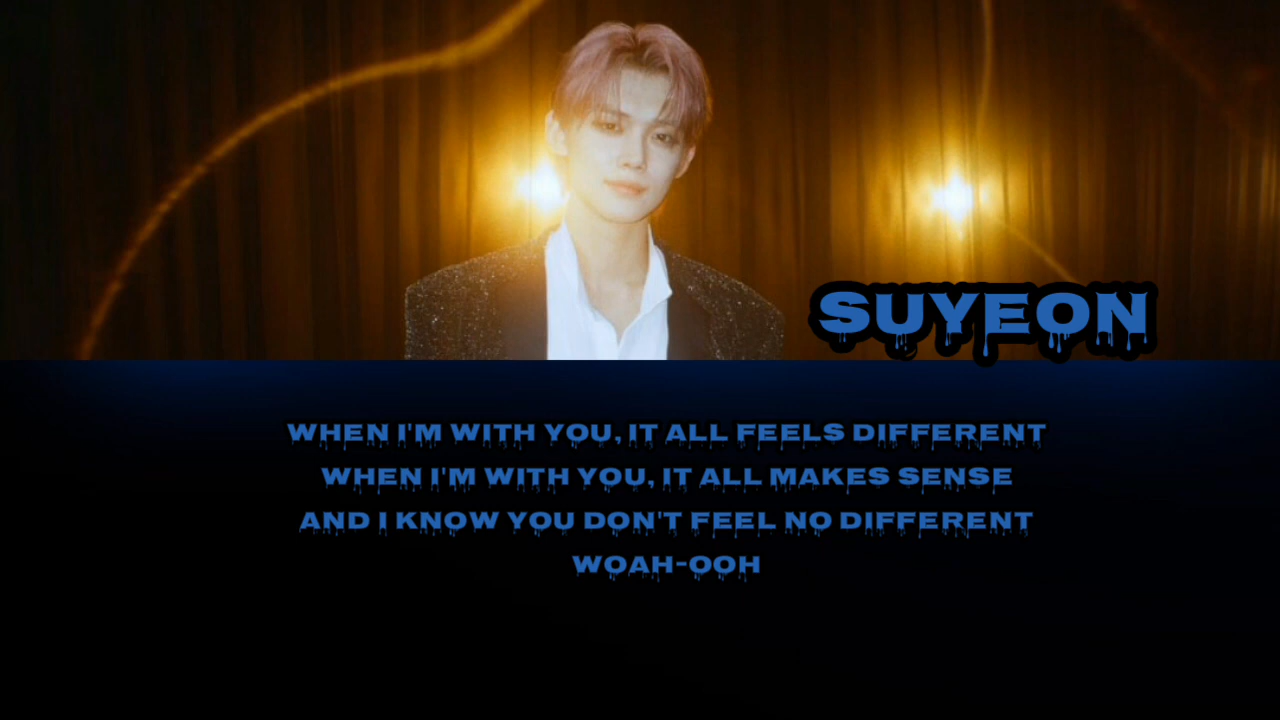 SUYEON
WHEN I'M WITH YOU, IT ALL FEELS DIFFERENT
WHEN I'M WITH YOU, IT ALL MAKES SENSE
AND I KNOW YOU DON'T FEEL NO DIFFERENT
WOAH-OOH